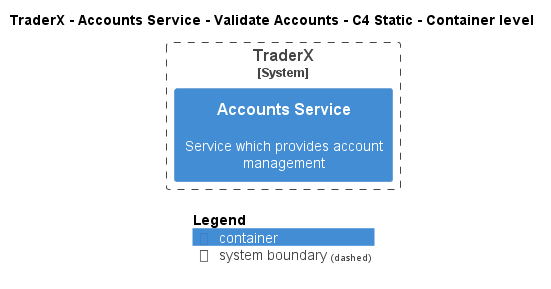 TraderX - Accounts Service - Validate Accounts - C4 Static - Container level
TraderX
[System]
Accounts Service
Service which provides account
management
Legend
container
system boundary (dashed)